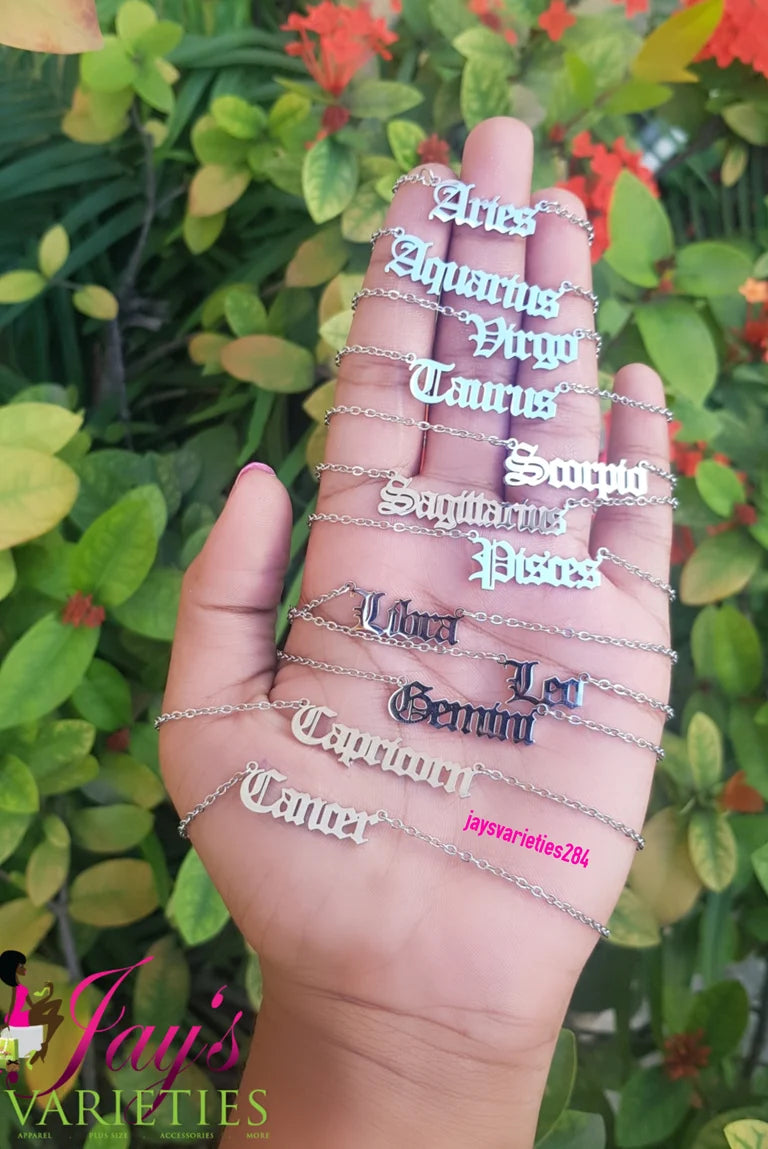 Aries
Aquarius
Virgo
Taurus
Scorpio
Sagittarius
Pisces
Libra
Leo
Gemini
Capricorn
Cancer
jaysvarieties284
Jay's
VARIETIES
APPAREL . PLUS SIZE . ACCESSORIES . MORE